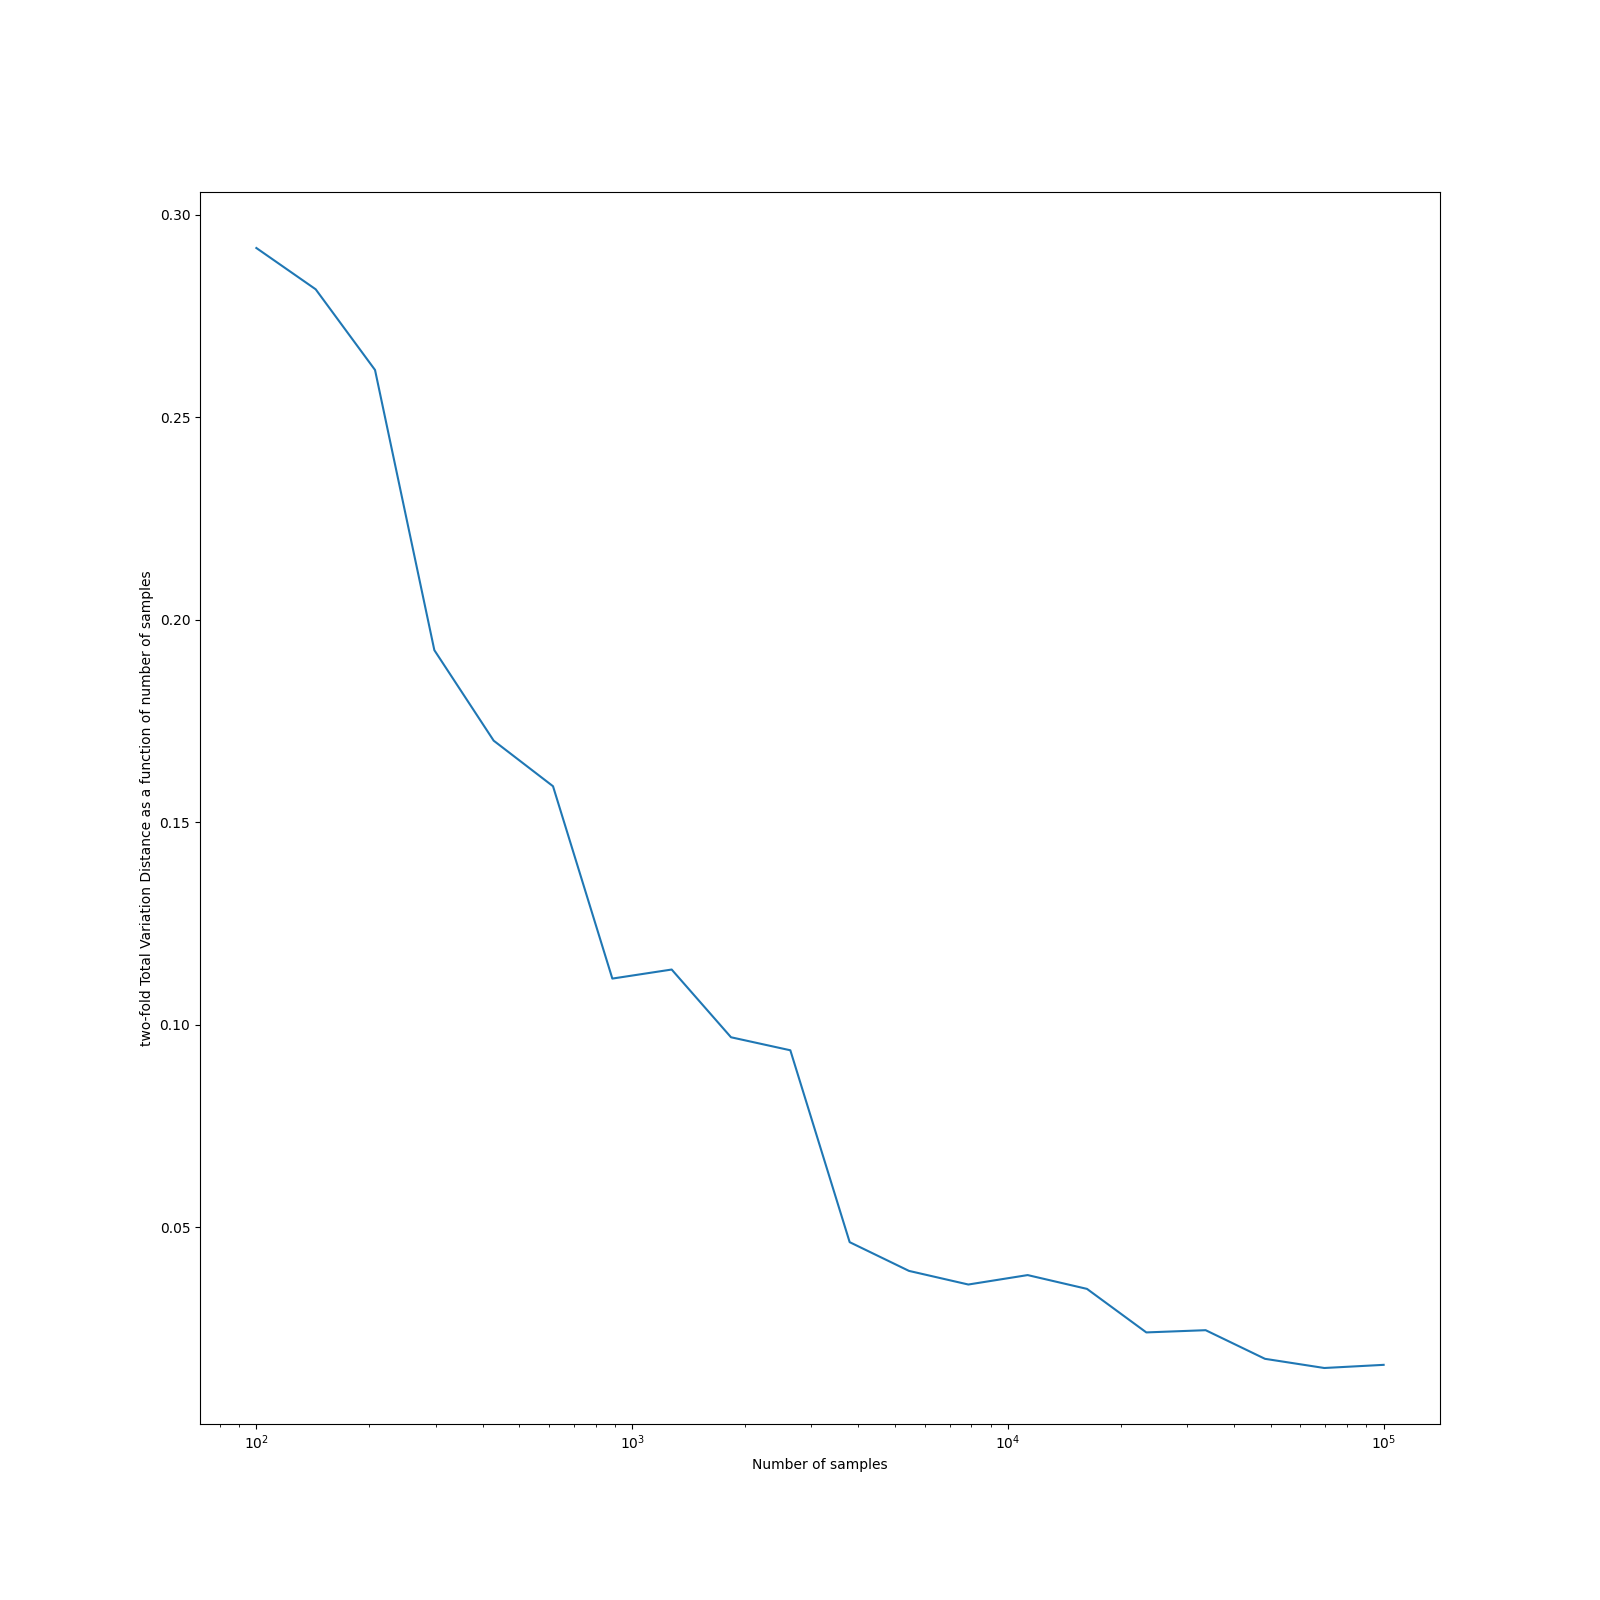 0.30
0.25
0.20
0.15
0.10
0.05
two-fold Total Variation Distance as a function of number of samples
10² 10³ 10⁴ 10⁵
Number of samples